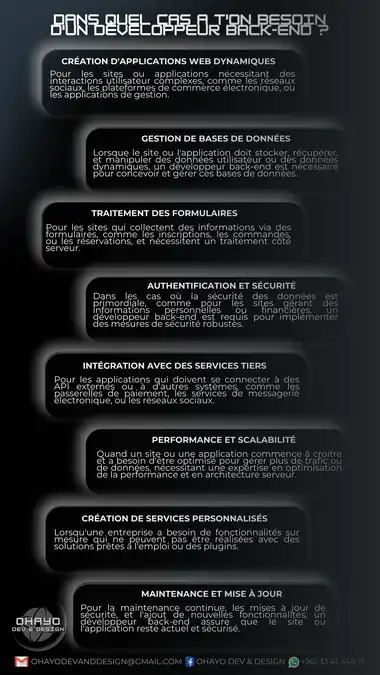 DANS QUEL CAS A T'ON BESOIN
D'UN DÉVELOPPEUR BACK-END ?
CRÉATION D'APPLICATIONS WEB DYNAMIQUES
Pour les sites ou applications nécessitant des
interactions utilisateur complexes, comme les réseaux
sociaux, les plateformes de commerce électronique, ou
les applications de gestion.
GESTION DE BASES DE DONNÉES
Lorsque le site ou l'application doit stocker, récupérer,
et manipuler des données utilisateur ou des données
dynamiques, un développeur back-end est nécessaire
pour concevoir et gérer ces bases de données.
TRAITEMENT DES FORMULAIRES
Pour les sites qui collectent des informations via des
formulaires, comme les inscriptions, les commandes,
ou les réservations, et nécessitent un traitement côté
serveur.
AUTHENTIFICATION ET SÉCURITÉ
Dans les cas où la sécurité des données est
primordiale, comme pour les sites gérant des
informations personnelles ou financières, un
développeur back-end est requis pour implémenter
des mesures de sécurité robustes.
INTÉGRATION AVEC DES SERVICES TIERS
Pour les applications qui doivent se connecter à des
API externes ou à d'autres systèmes, comme les
passerelles de paiement, les services de messagerie
électronique, ou les réseaux sociaux.
PERFORMANCE ET SCALABILITÉ
Quand un site ou une application commence à croître
et a besoin d'être optimisé pour gérer plus de trafic ou
de données, nécessitant une expertise en optimisation
de la performance et en architecture serveur.
CRÉATION DE SERVICES PERSONNALISÉS
Lorsqu'une entreprise a besoin de fonctionnalités sur
mesure qui ne peuvent pas être réalisées avec des
solutions prêtes à l'emploi ou des plugins.
MAINTENANCE ET MISE À JOUR
Pour la maintenance continue, les mises à jour de
sécurité, et l'ajout de nouvelles fonctionnalités, un
développeur back-end assure que le site ou
l'application reste actuel et sécurisé.
OHAYO
DEV & DESIGN
OHAYODEVANDDESIGN@GMAIL.COM OHAYO DEV & DESIGN